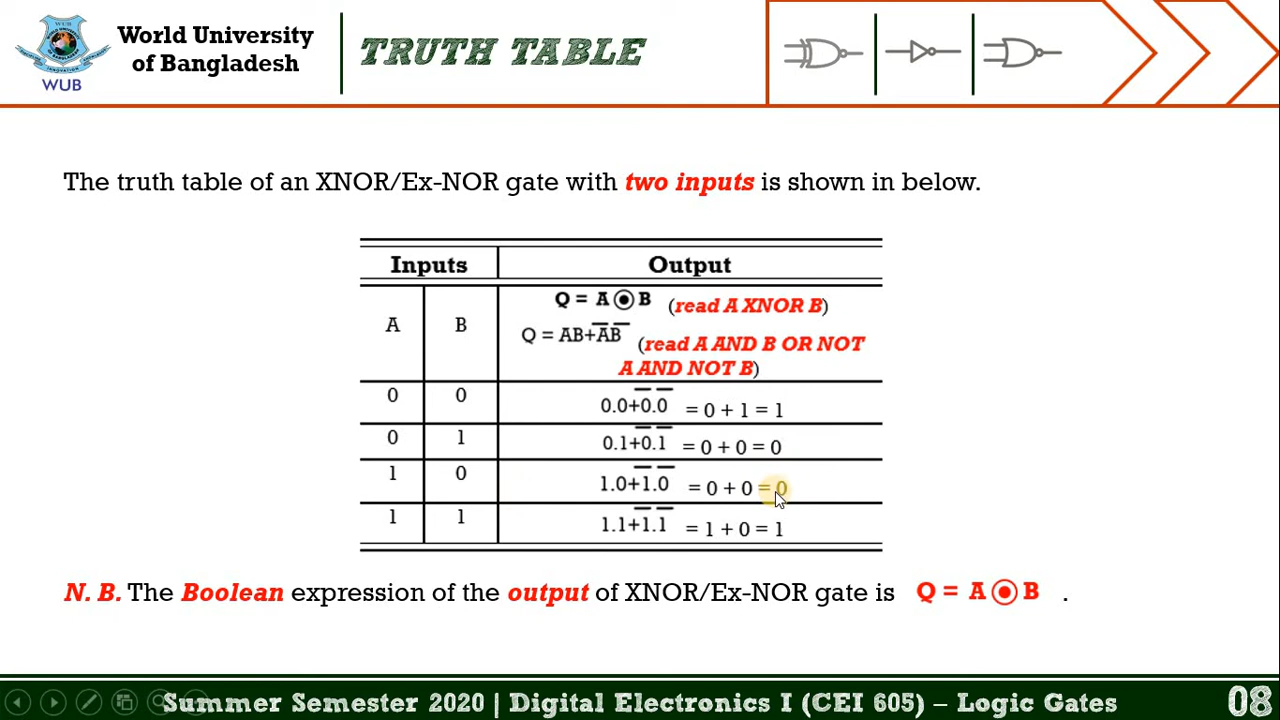 World University
of Bangladesh
WUB
TRUTH TABLE
The truth table of an XNOR/Ex-NOR gate with two inputs is shown in below.
Inputs Output
A B Q = A ⊙ B (read A XNOR B)
Q = AB+A̅B̅ (read A AND B OR NOT
A AND NOT B)
0 0 0.0+0̅.0̅ = 0 + 1 = 1
0 1 0.1+0̅.1̅ = 0 + 0 = 0
1 0 1.0+1̅.0̅ = 0 + 0 = 0
1 1 1.1+1̅.1̅ = 1 + 0 = 1
N. B. The Boolean expression of the output of XNOR/Ex-NOR gate is Q = A ⊙ B .
Summer Semester 2020 | Digital Electronics I (CEI 605) – Logic Gates 08